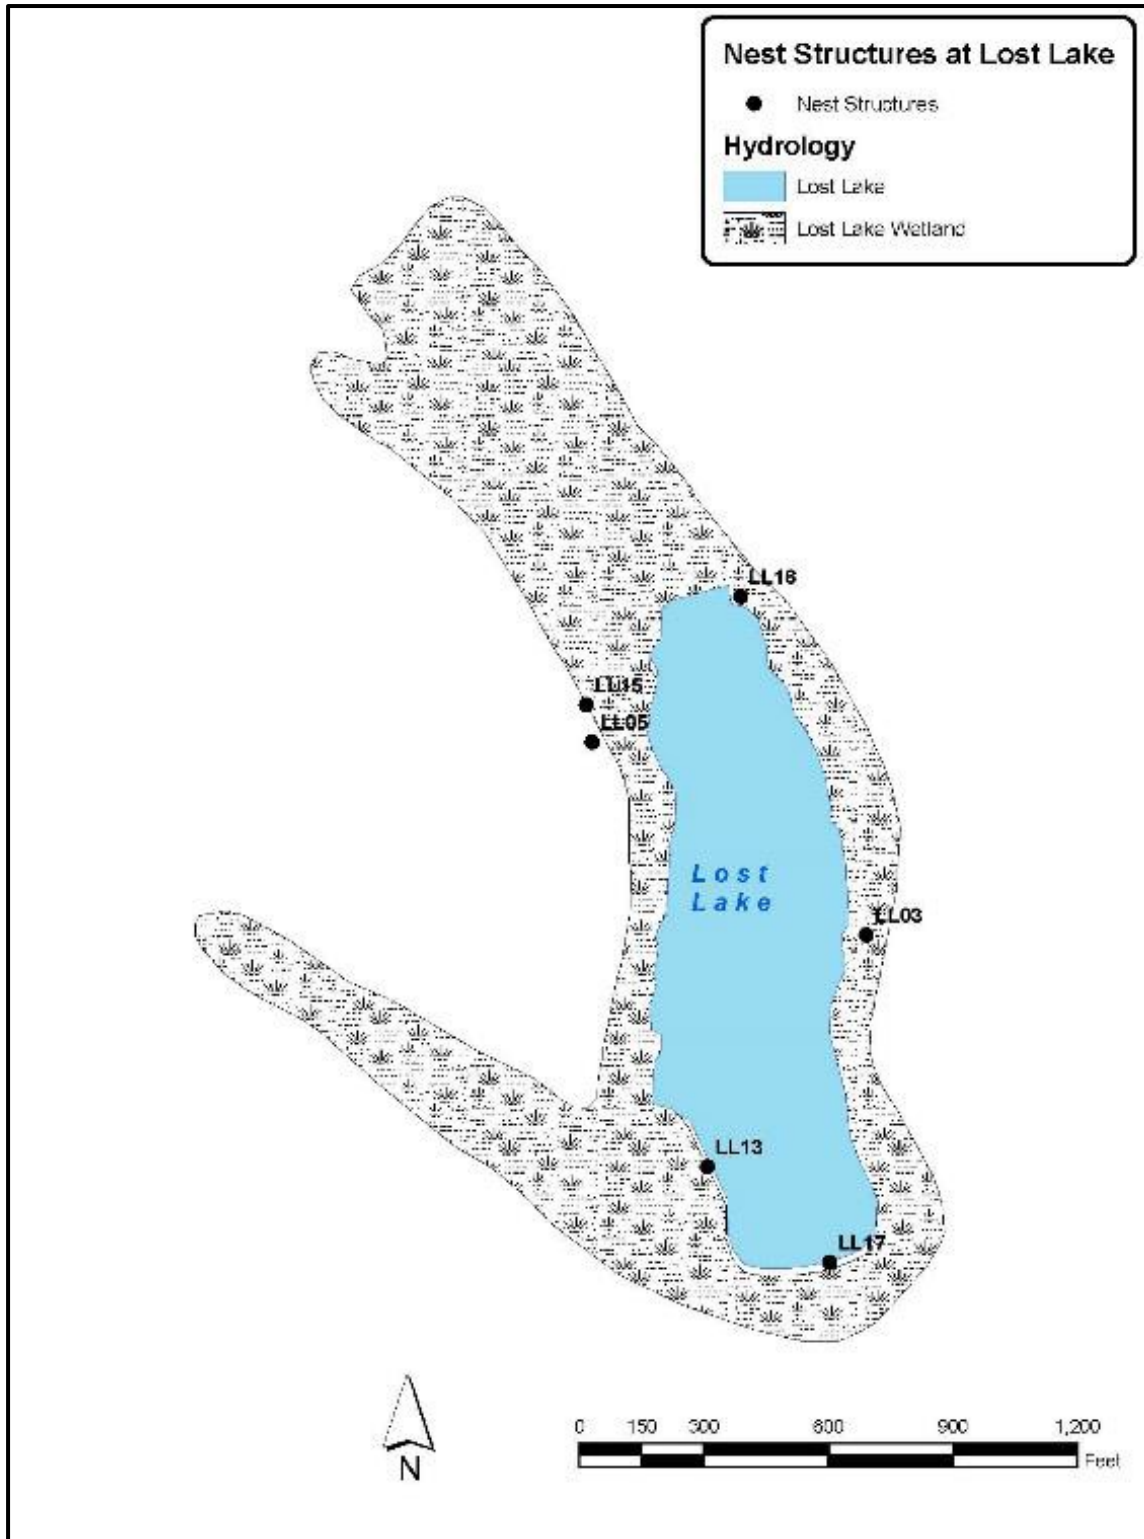 Nest Structures at Lost Lake
Nest Structures
Hydrology
Lost Lake
Lost Lake Wetland
LL16
LL15
LL05
Lost
Lake
LL03
LL13
LL17
N
0 150 300 600 900 1,200
Feet